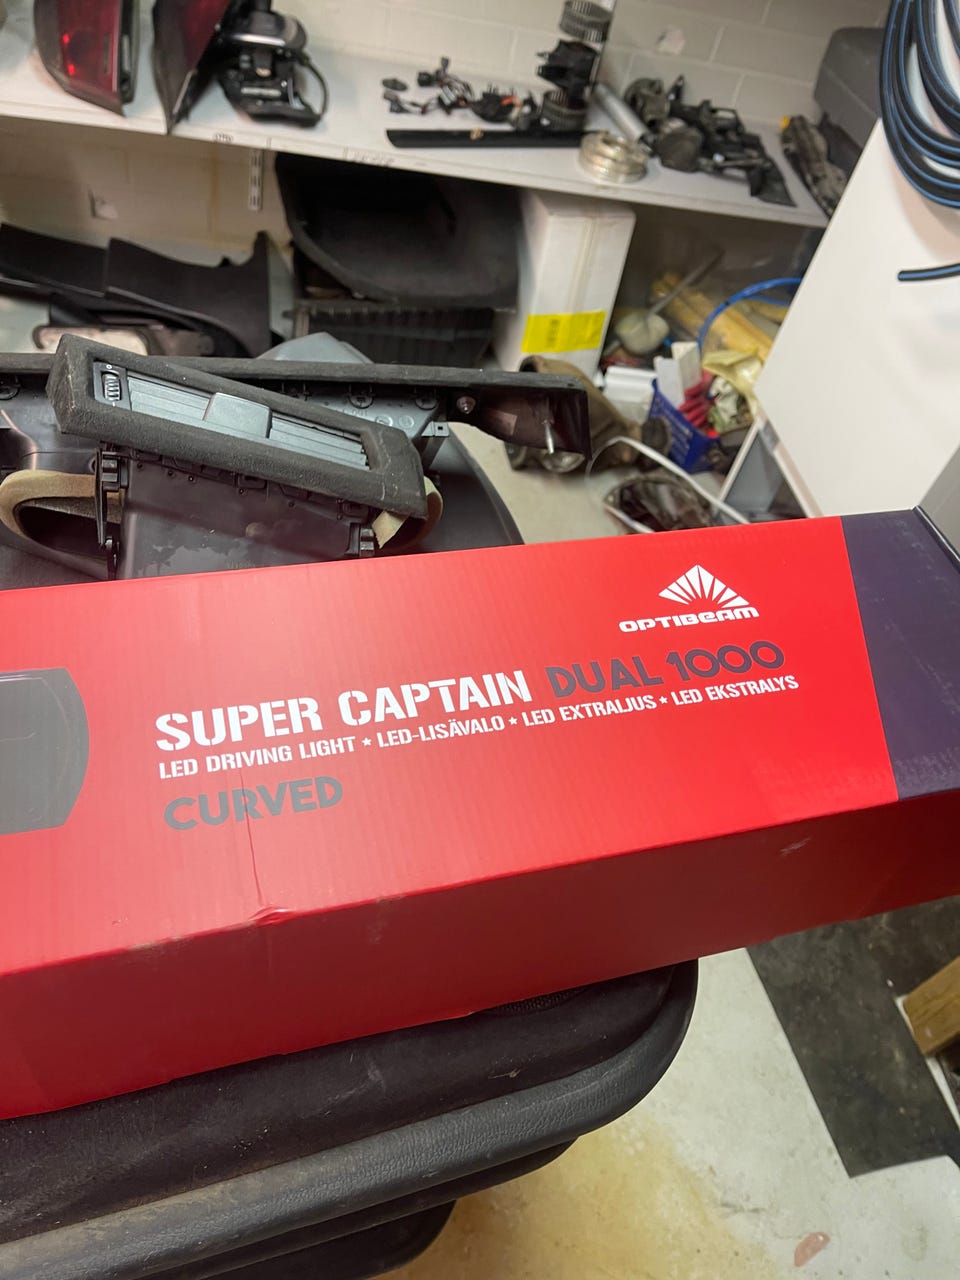 OPTIBEAM
SUPER CAPTAIN DUAL 1000
LED DRIVING LIGHT ★ LED-LISÄVALO ★ LED EXTRALJUS ★ LED EKSTRALYS
CURVED